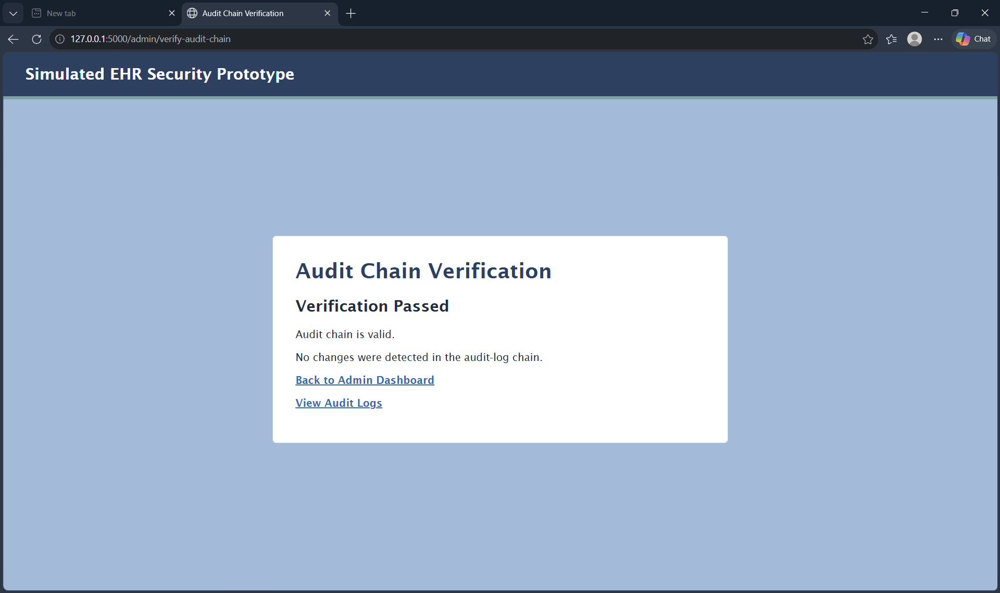 New tab
Audit Chain Verification
127.0.0.1:5000/admin/verify-audit-chain
Chat
Simulated EHR Security Prototype
Audit Chain Verification
Verification Passed
Audit chain is valid.
No changes were detected in the audit-log chain.
Back to Admin Dashboard
View Audit Logs